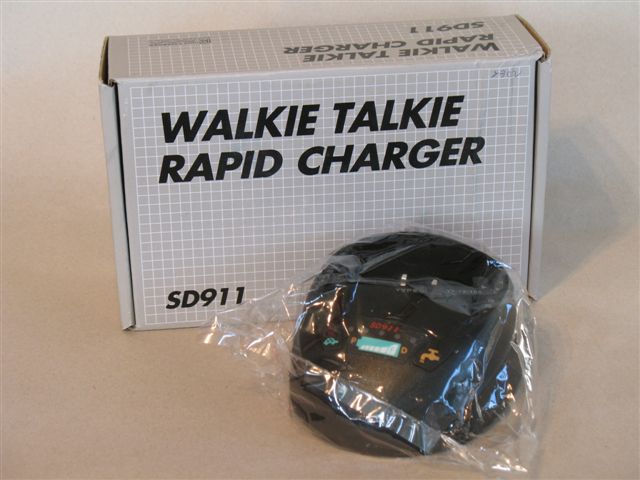 SD911
RAPID CHARGER
WALKIE TALKIE
WALKIE TALKIE
RAPID CHARGER
SD911
SD911